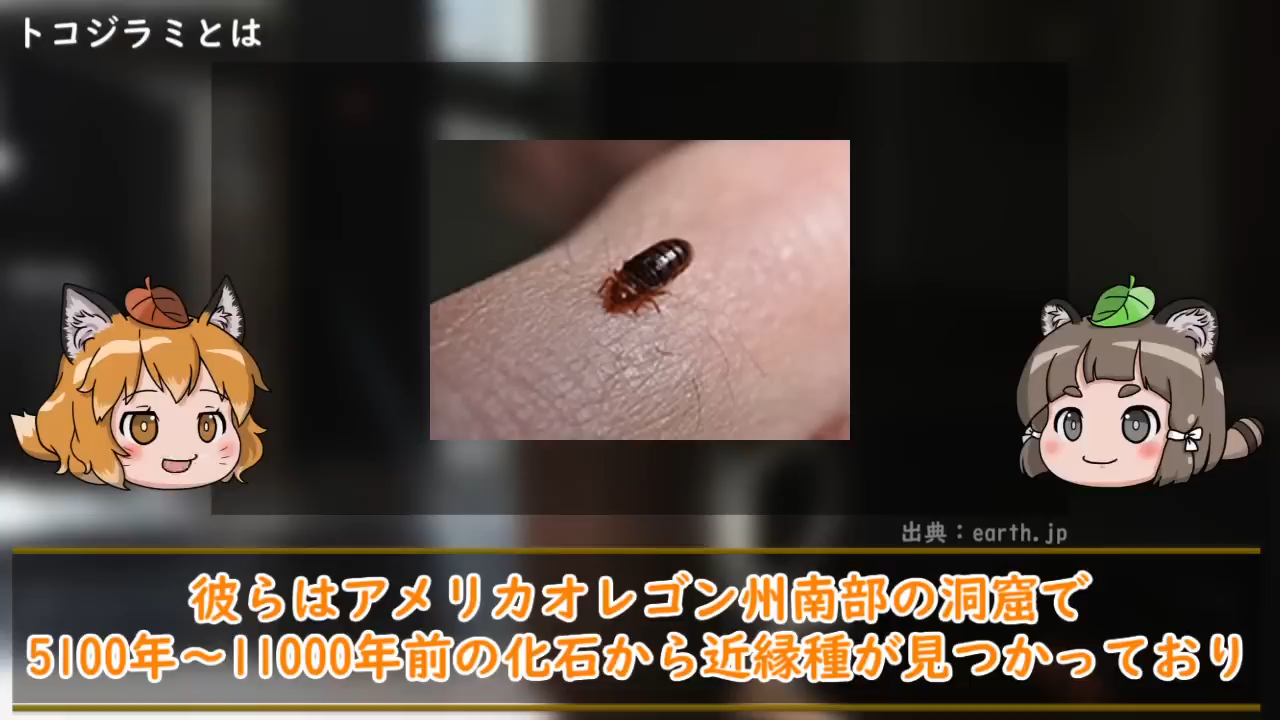 トコジラミとは
出典：earth.jp
彼らはアメリカオレゴン州南部の洞窟で
5100年～11000年前の化石から近縁種が見つかっており